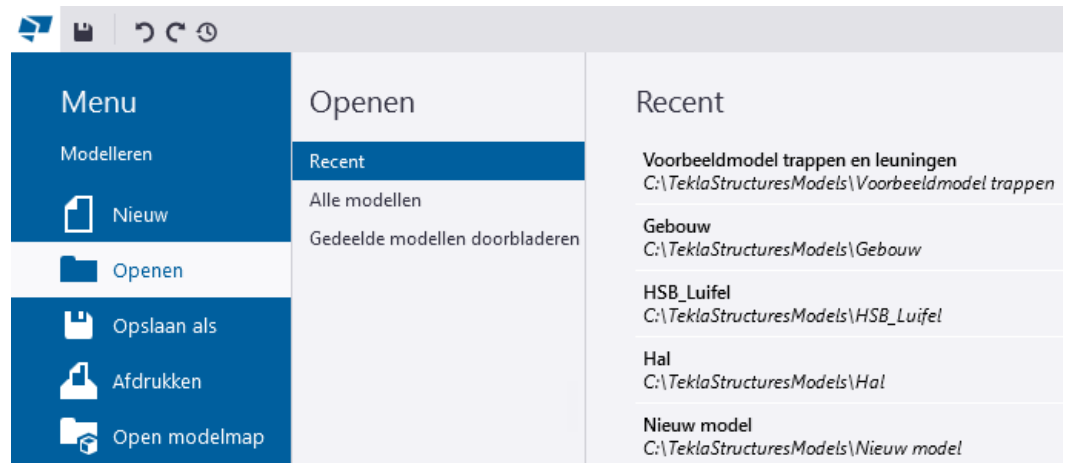 Menu
Modelleren
Nieuw
Openen
Opslaan als
Afdrukken
Open modelmap
Openen
Recent
Alle modellen
Gedeelde modellen doorbladeren
Recent
Voorbeeldmodel trappen en leuningen
C:\TeklaStructuresModels\Voorbeeldmodel trappen
Gebouw
C:\TeklaStructuresModels\Gebouw
HSB_Luifel
C:\TeklaStructuresModels\HSB_Luifel
Hal
C:\TeklaStructuresModels\Hal
Nieuw model
C:\TeklaStructuresModels\Nieuw model